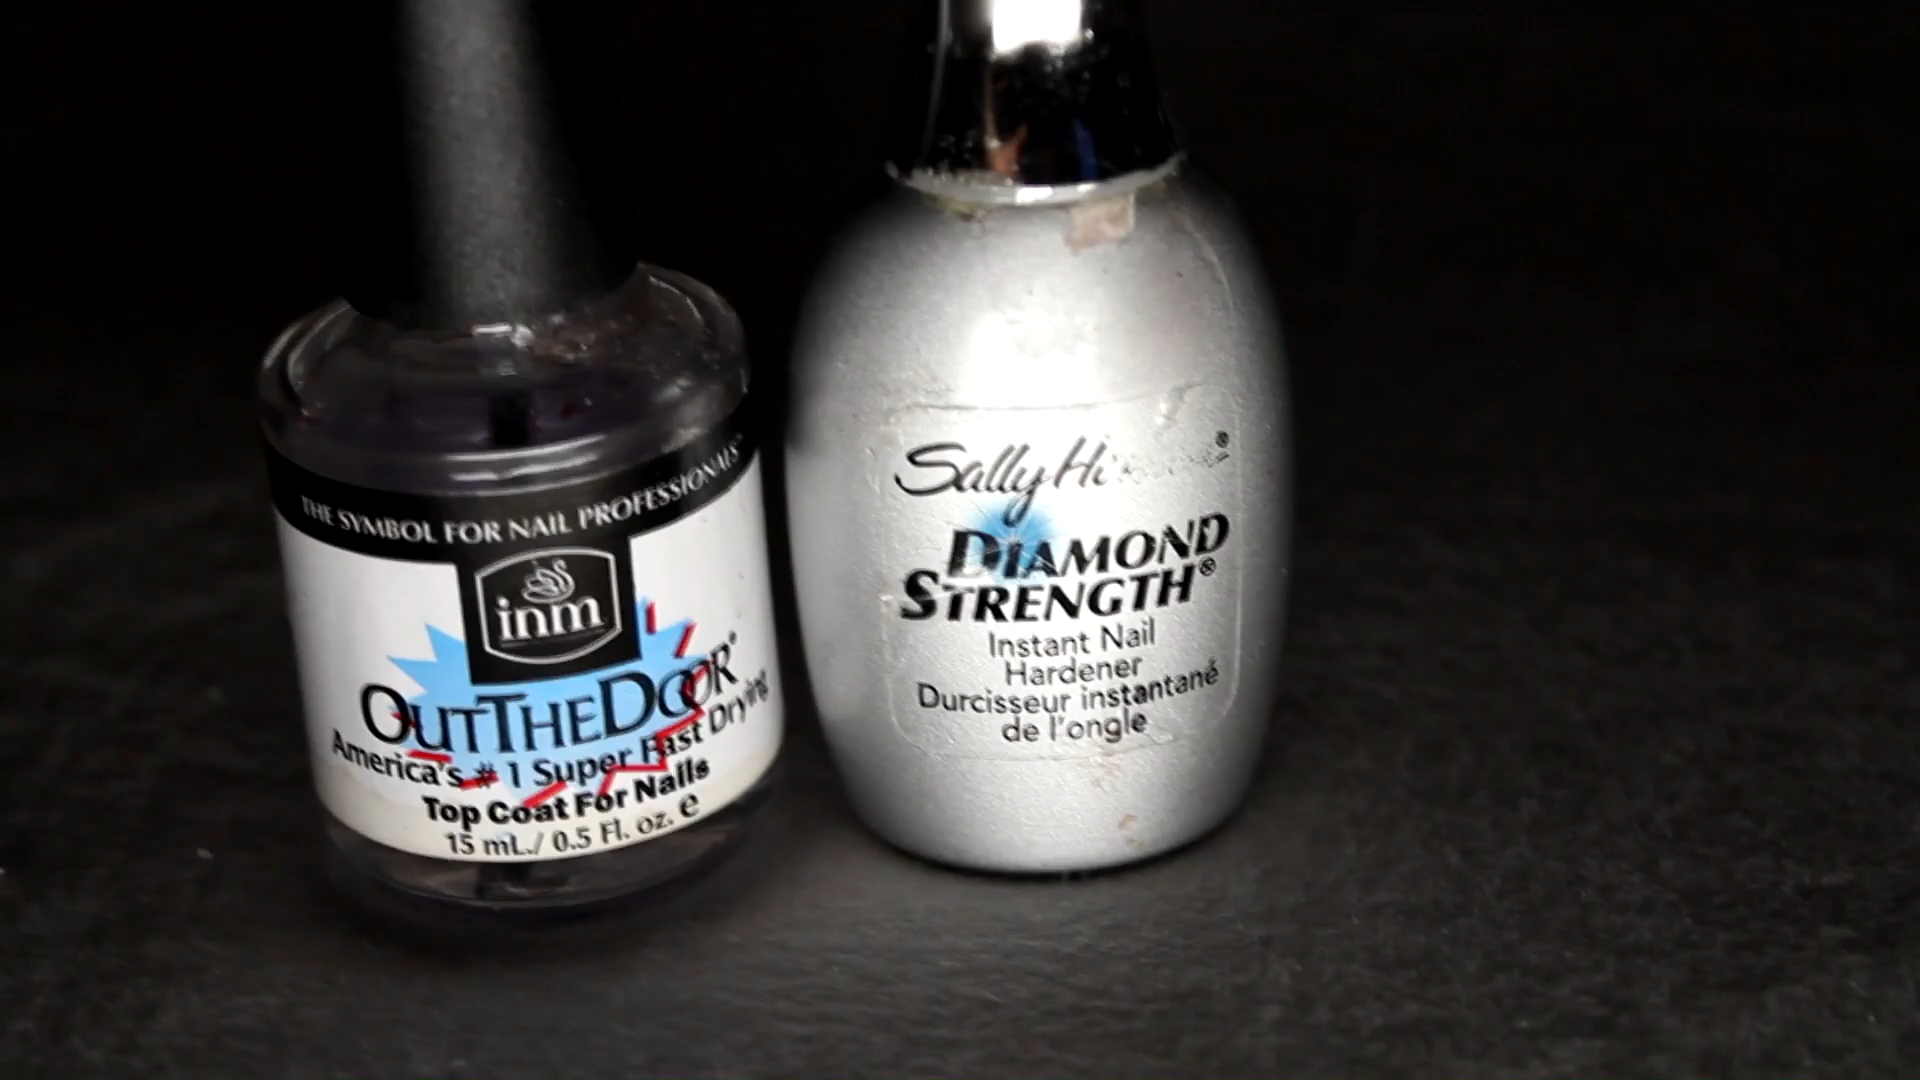 THE SYMBOL FOR NAIL PROFESSIONALS
inm
OUTTHEDOOR®
America's # 1 Super Fast Drying
Top Coat For Nails
15 mL./ 0.5 Fl. oz. e
Sally
DIAMOND
STRENGTH®
Instant Nail
Hardener
Durcisseur instantané
de l'ongle